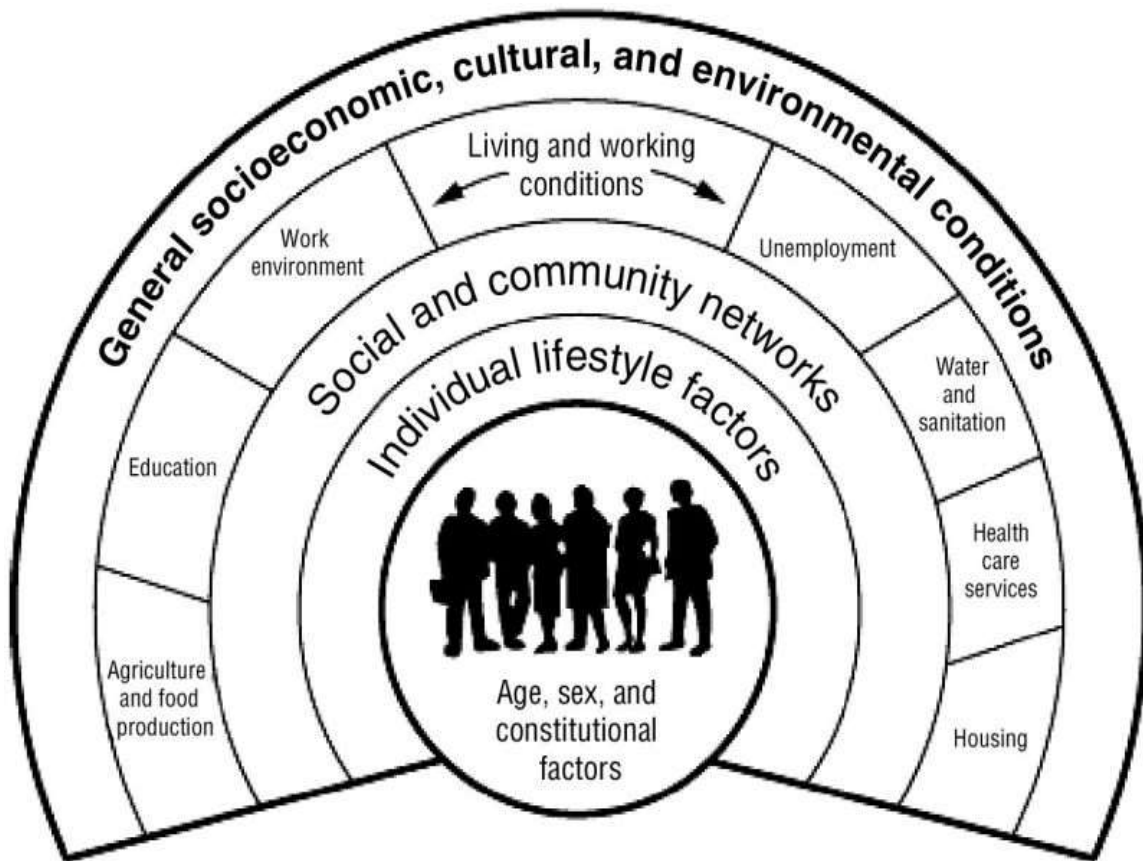 General socioeconomic, cultural, and environmental conditions
Living and working
conditions
Work
environment
Unemployment
Social and community networks
Individual lifestyle factors
Water
and
sanitation
Education
Health
care
services
Agriculture
and food
production
Housing
Age, sex, and
constitutional
factors